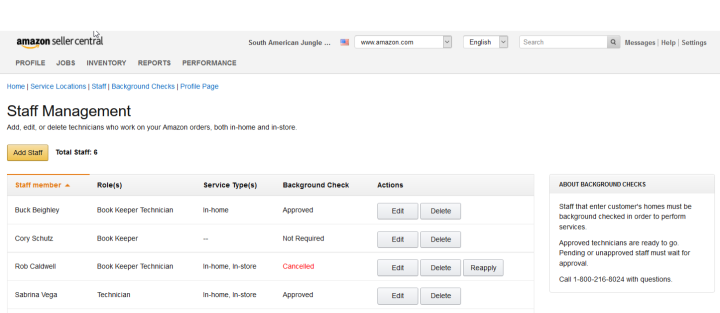 amazon seller central
South American Jungle ... www.amazon.com English Search Messages | Help | Settings
PROFILE JOBS INVENTORY REPORTS PERFORMANCE
Home | Service Locations | Staff | Background Checks | Profile Page
Staff Management
Add, edit, or delete technicians who work on your Amazon orders, both in-home and in-store.
Add Staff Total Staff: 6
Staff member Role(s) Service Type(s) Background Check Actions
Buck Beighley Book Keeper Technician In-home Approved Edit Delete
Cory Schutz Book Keeper -- Not Required Edit Delete
Rob Caldwell Book Keeper Technician In-home, In-store Cancelled Edit Delete Reapply
Sabrina Vega Technician In-home, In-store Approved Edit Delete
ABOUT BACKGROUND CHECKS
Staff that enter customer's homes must be
background checked in order to perform
services.
Approved technicians are ready to go.
Pending or unapproved staff must wait for
approval.
Call 1-800-216-8024 with questions.